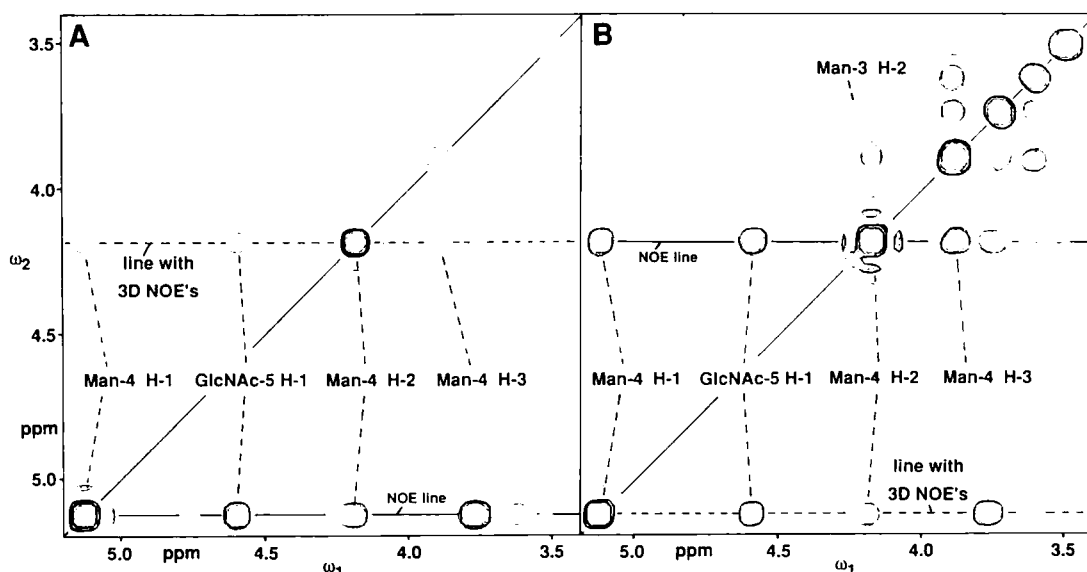 A
3.5
4.0
ω2
line with
3D NOE's
4.5
Man-4 H-1
GlcNAc-5 H-1
Man-4 H-2
Man-4 H-3
ppm
5.0
NOE line
5.0
ppm
4.5
4.0
3.5
ω1
B
Man-3 H-2
NOE line
Man-4 H-1
GlcNAc-5 H-1
Man-4 H-2
Man-4 H-3
line with
3D NOE's
5.0
ppm
4.5
4.0
3.5
ω1